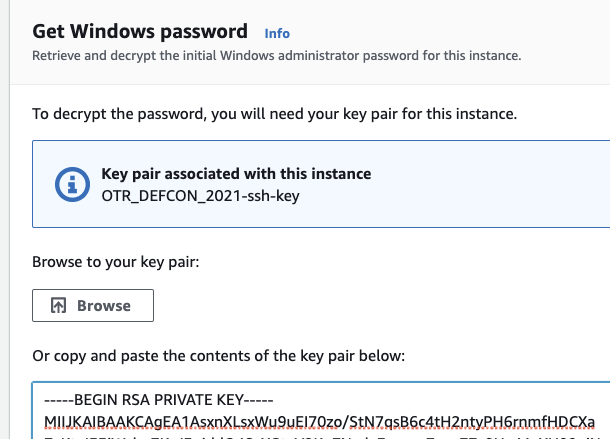 Get Windows password Info
Retrieve and decrypt the initial Windows administrator password for this instance.
To decrypt the password, you will need your key pair for this instance.
Key pair associated with this instance
OTR_DEFCON_2021-ssh-key
Browse to your key pair:
Browse
Or copy and paste the contents of the key pair below:
-----BEGIN RSA PRIVATE KEY-----